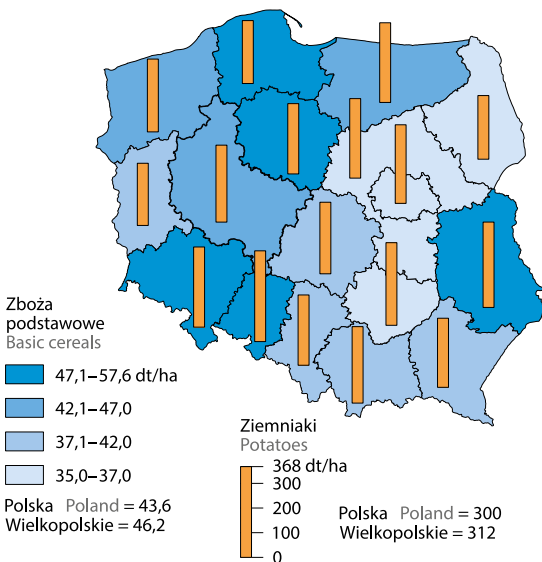 Zboża
podstawowe
Basic cereals
47,1–57,6 dt/ha
42,1–47,0
37,1–42,0
35,0–37,0
Polska Poland = 43,6
Wielkopolskie = 46,2
Ziemniaki
Potatoes
368 dt/ha
300
200
100
0
Polska Poland = 300
Wielkopolskie = 312